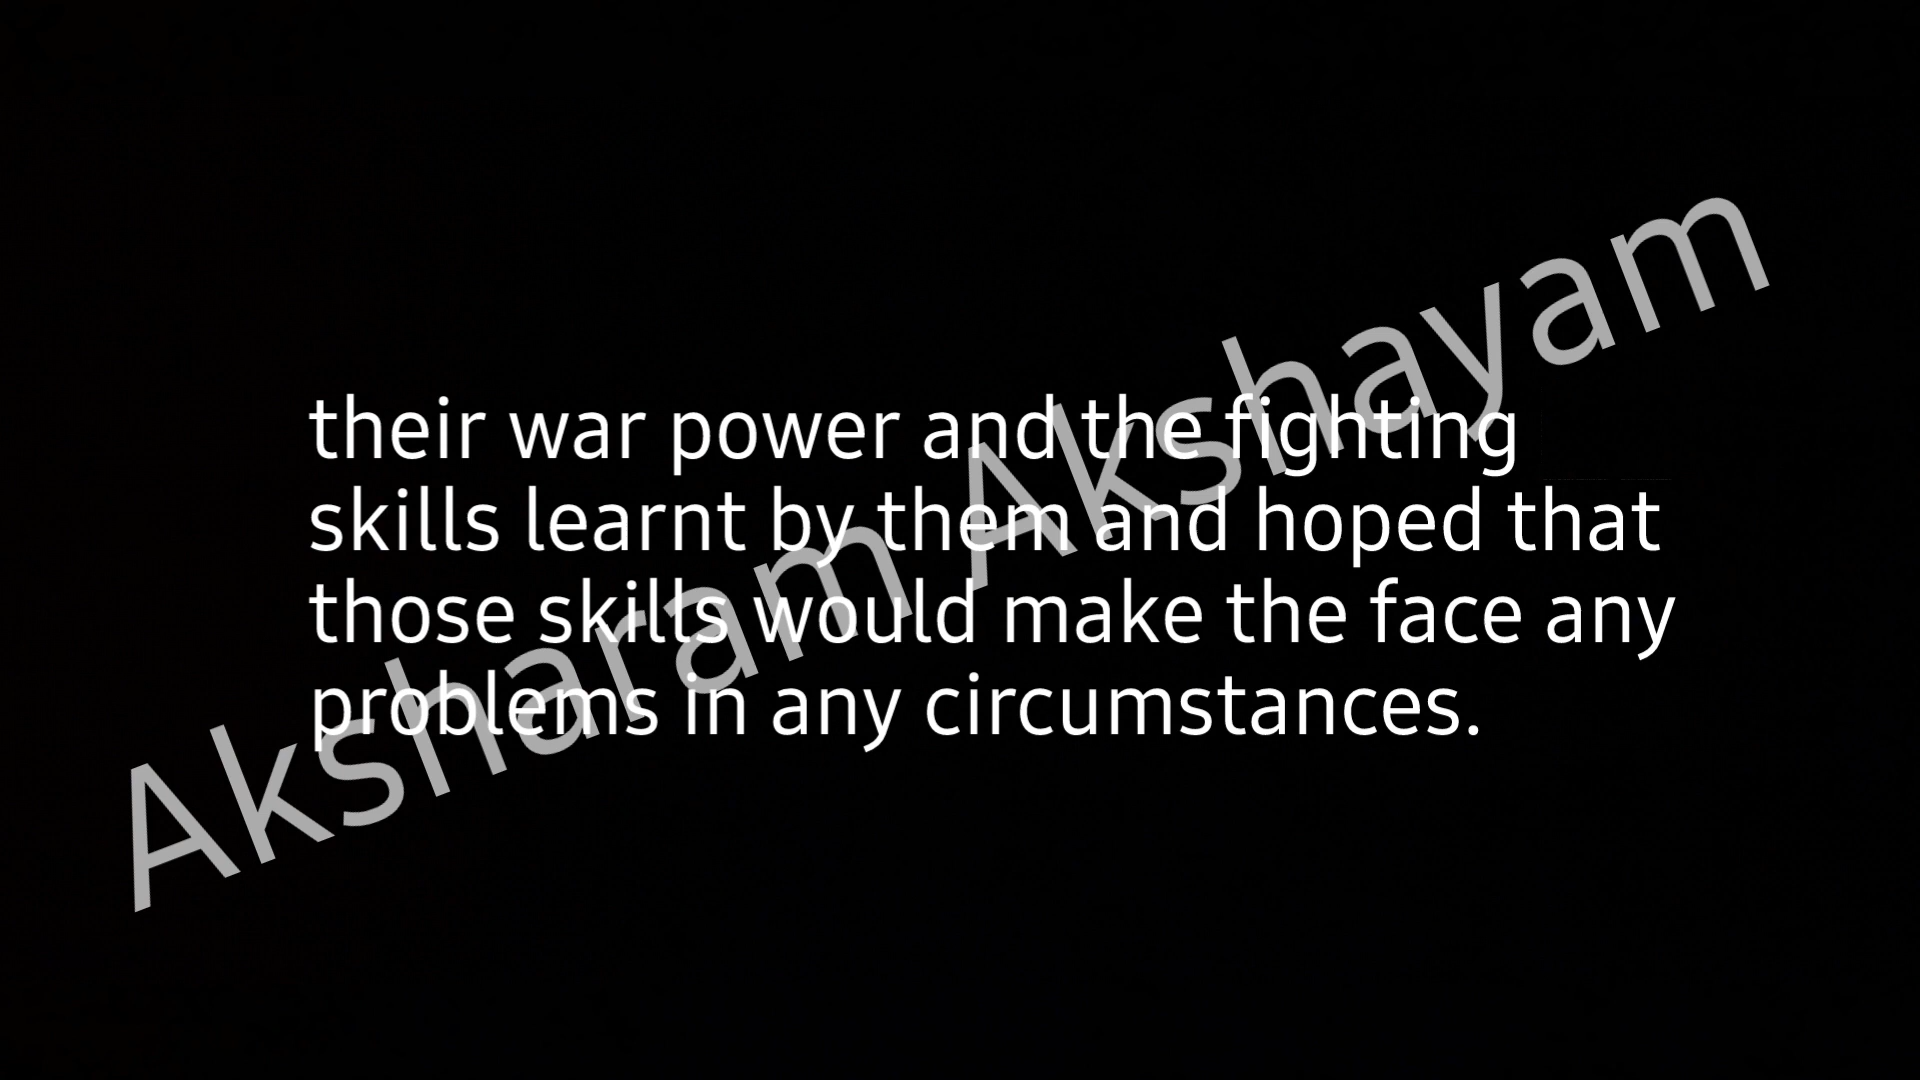 their war power and the fighting
skills learnt by them and hoped that
those skills would make the face any
problems in any circumstances.
Aksharam Akshayam